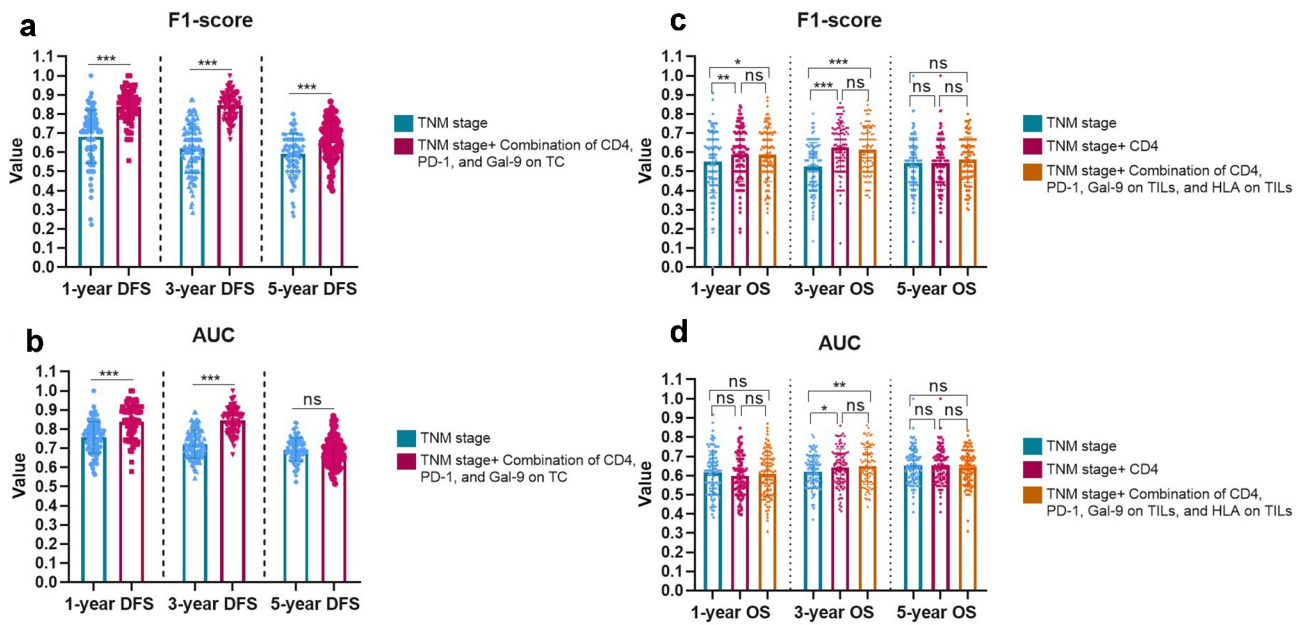 a
F1-score
Value
1.1
1.0
0.9
0.8
0.7
0.6
0.5
0.4
0.3
0.2
0.1
0.0
***
***
***
1-year DFS
3-year DFS
5-year DFS
TNM stage
TNM stage+ Combination of CD4,
PD-1, and Gal-9 on TC
c
F1-score
Value
1.1
1.0
0.9
0.8
0.7
0.6
0.5
0.4
0.3
0.2
0.1
0.0
*
** ns
***
*** ns
ns
ns ns
1-year OS
3-year OS
5-year OS
TNM stage
TNM stage+ CD4
TNM stage+ Combination of CD4,
PD-1, Gal-9 on TILs, and HLA on TILs
b
AUC
Value
1.1
1.0
0.9
0.8
0.7
0.6
0.5
0.4
0.3
0.2
0.1
0.0
***
***
ns
1-year DFS
3-year DFS
5-year DFS
TNM stage
TNM stage+ Combination of CD4,
PD-1, and Gal-9 on TC
d
AUC
Value
1.1
1.0
0.9
0.8
0.7
0.6
0.5
0.4
0.3
0.2
0.1
0.0
ns
ns ns
**
* ns
ns
ns ns
1-year OS
3-year OS
5-year OS
TNM stage
TNM stage+ CD4
TNM stage+ Combination of CD4,
PD-1, Gal-9 on TILs, and HLA on TILs